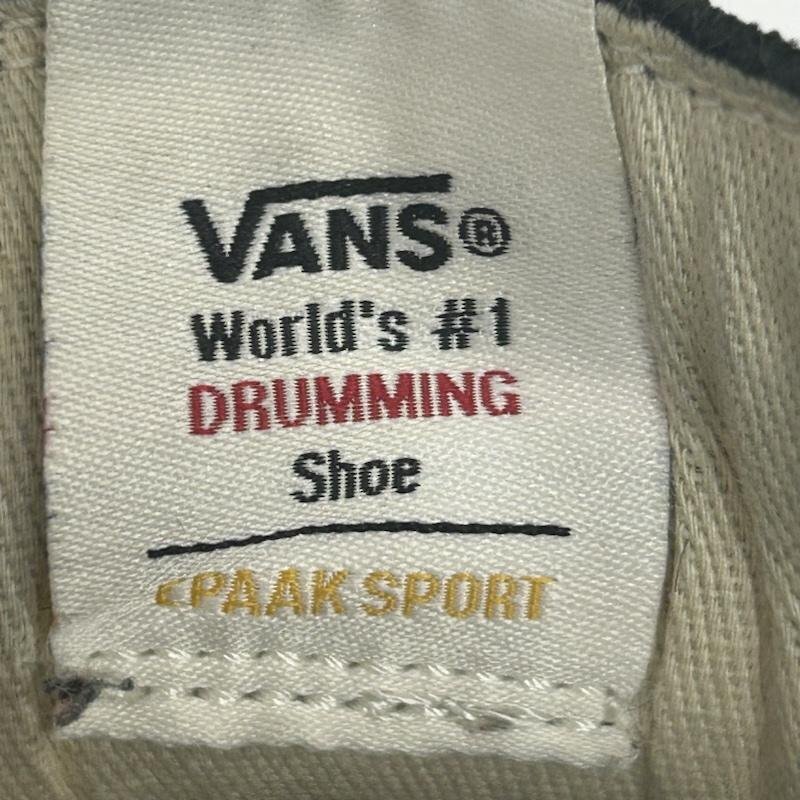 VANS®
World's #1
DRUMMING
Shoe
<PAAK SPORT